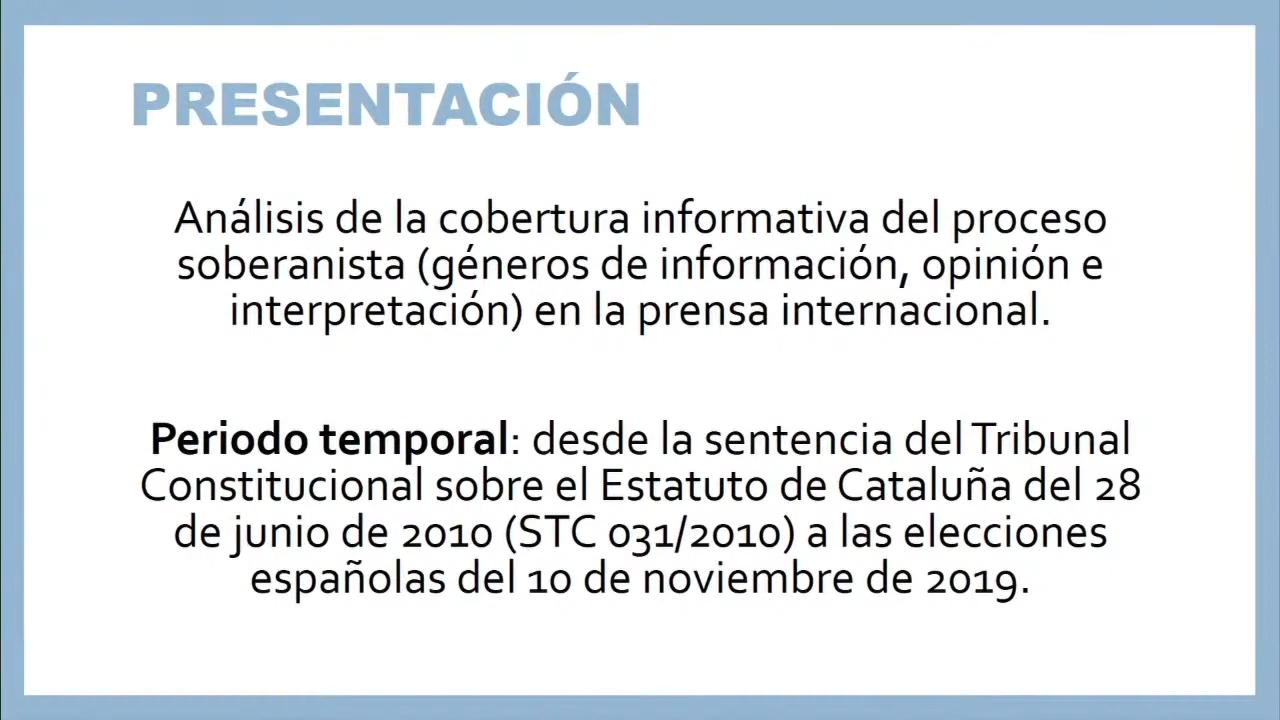 PRESENTACIÓN
Análisis de la cobertura informativa del proceso
soberanista (géneros de información, opinión e
interpretación) en la prensa internacional.
Periodo temporal: desde la sentencia del Tribunal
Constitucional sobre el Estatuto de Cataluña del 28
de junio de 2010 (STC 031/2010) a las elecciones
españolas del 10 de noviembre de 2019.